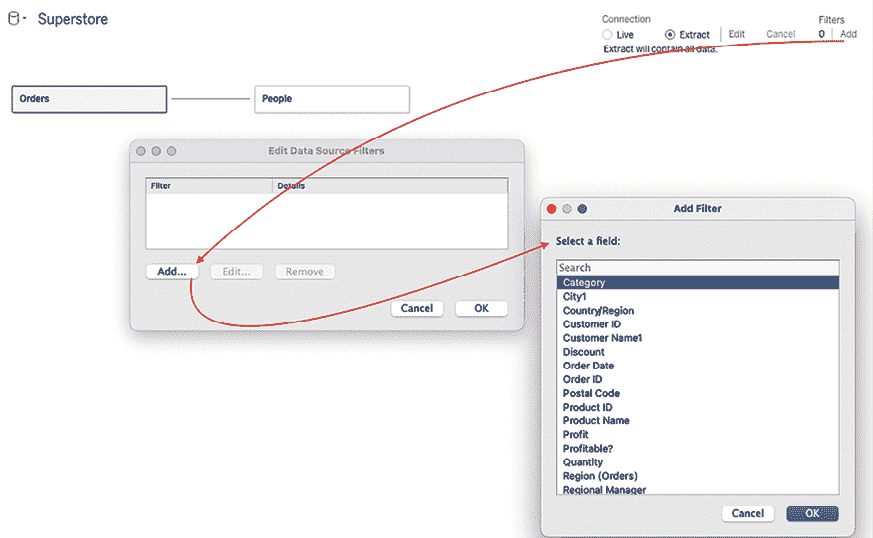 Superstore
Connection
Filters
Live
Extract
Edit
Cancel
0
Add
Extract will contain all data.
Orders
People
Edit Data Source Filters
Filter
Details
Add...
Edit...
Remove
Cancel
OK
Add Filter
Select a field:
Search
Category
City1
Country/Region
Customer ID
Customer Name1
Discount
Order Date
Order ID
Postal Code
Product ID
Product Name
Profit
Profitable?
Quantity
Region (Orders)
Regional Manager
Cancel
OK